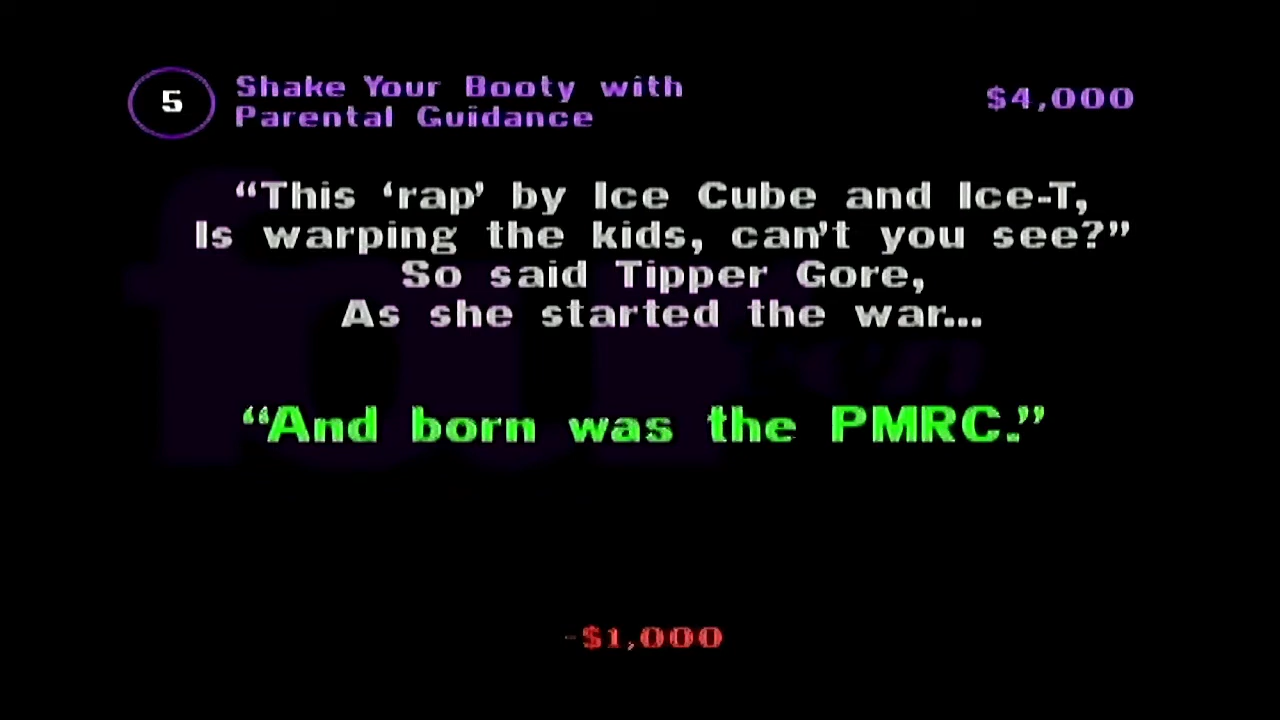 5
Shake Your Booty with
Parental Guidance
$4,000
“This ‘rap’ by Ice Cube and Ice-T,
Is warping the kids, can’t you see?”
So said Tipper Gore,
As she started the war...
“And born was the PMRC.”
-$1,000